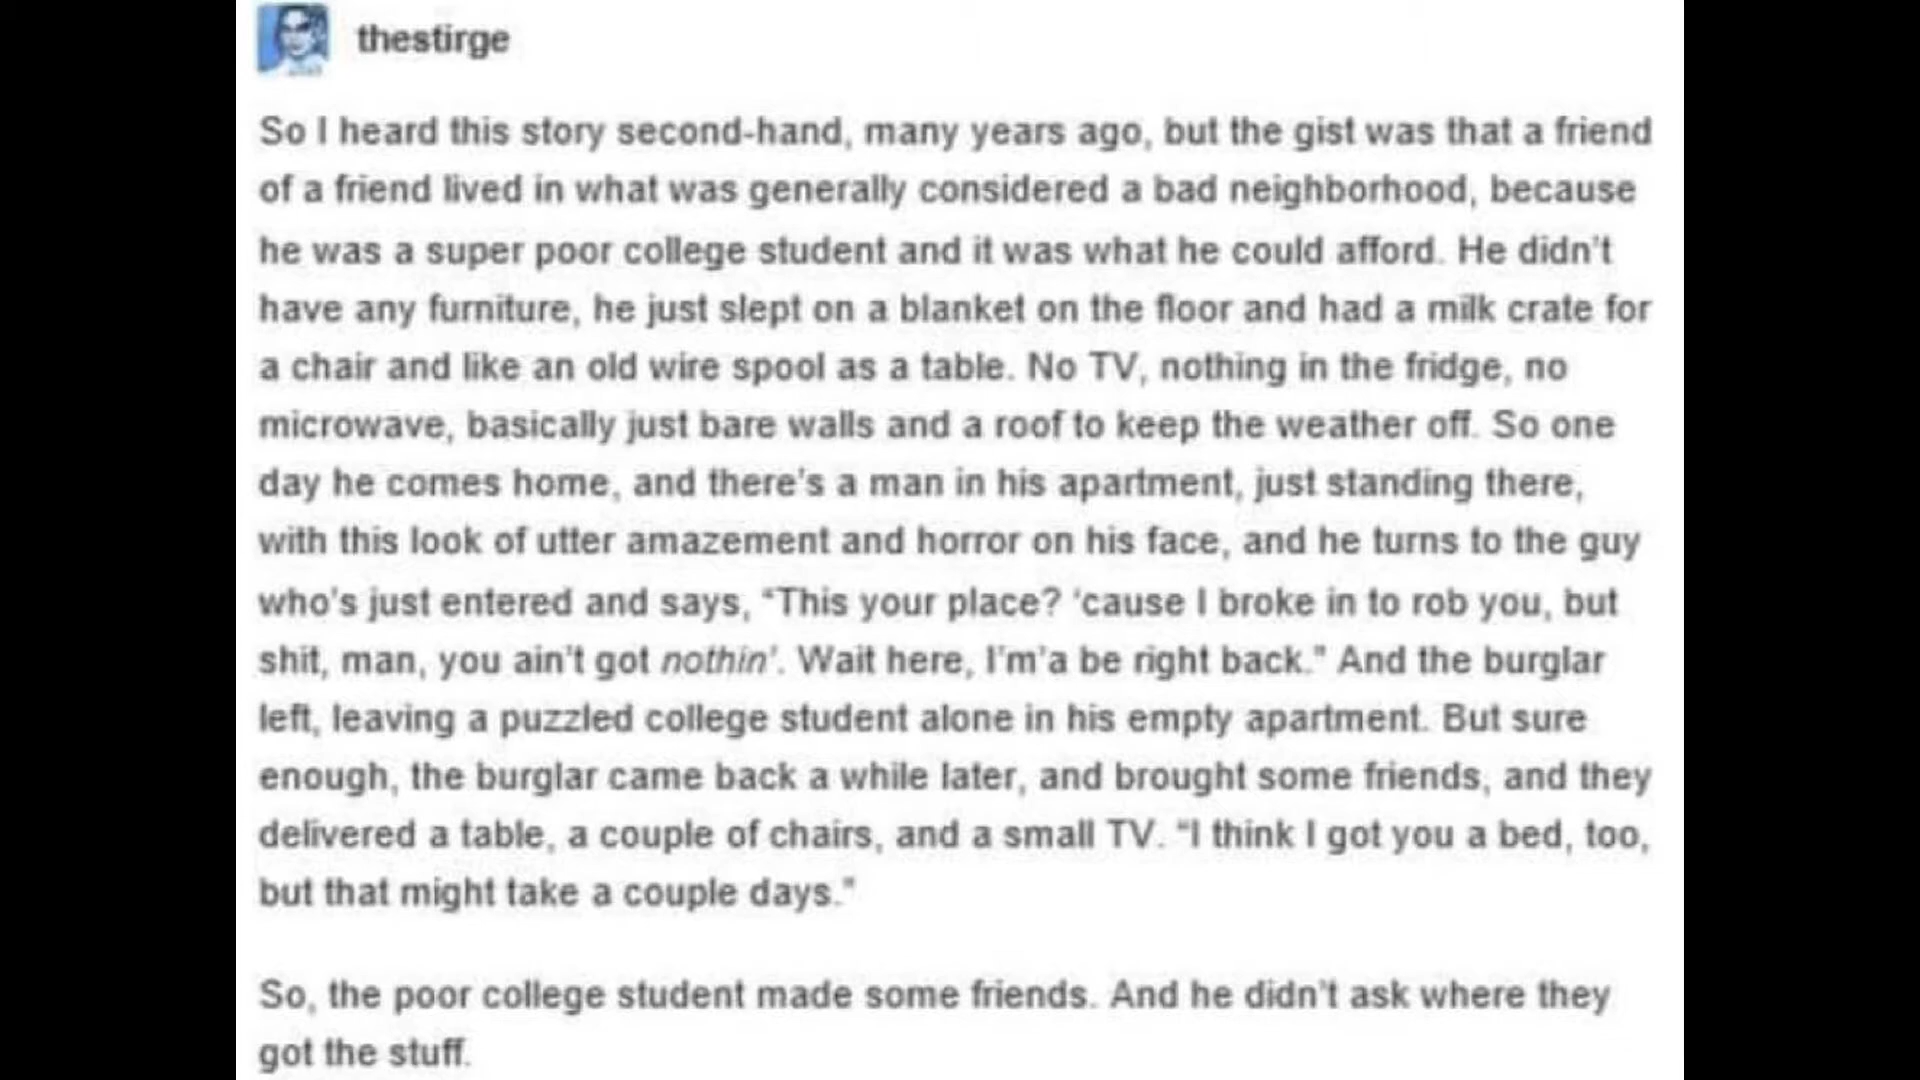 thestirge
So I heard this story second-hand, many years ago, but the gist was that a friend
of a friend lived in what was generally considered a bad neighborhood, because
he was a super poor college student and it was what he could afford. He didn't
have any furniture, he just slept on a blanket on the floor and had a milk crate for
a chair and like an old wire spool as a table. No TV, nothing in the fridge, no
microwave, basically just bare walls and a roof to keep the weather off. So one
day he comes home, and there's a man in his apartment, just standing there,
with this look of utter amazement and horror on his face, and he turns to the guy
who's just entered and says, "This your place? 'cause I broke in to rob you, but
shit, man, you ain't got nothin'. Wait here, I'm'a be right back." And the burglar
left, leaving a puzzled college student alone in his empty apartment. But sure
enough, the burglar came back a while later, and brought some friends, and they
delivered a table, a couple of chairs, and a small TV. "I think I got you a bed, too,
but that might take a couple days."
So, the poor college student made some friends. And he didn't ask where they
got the stuff.